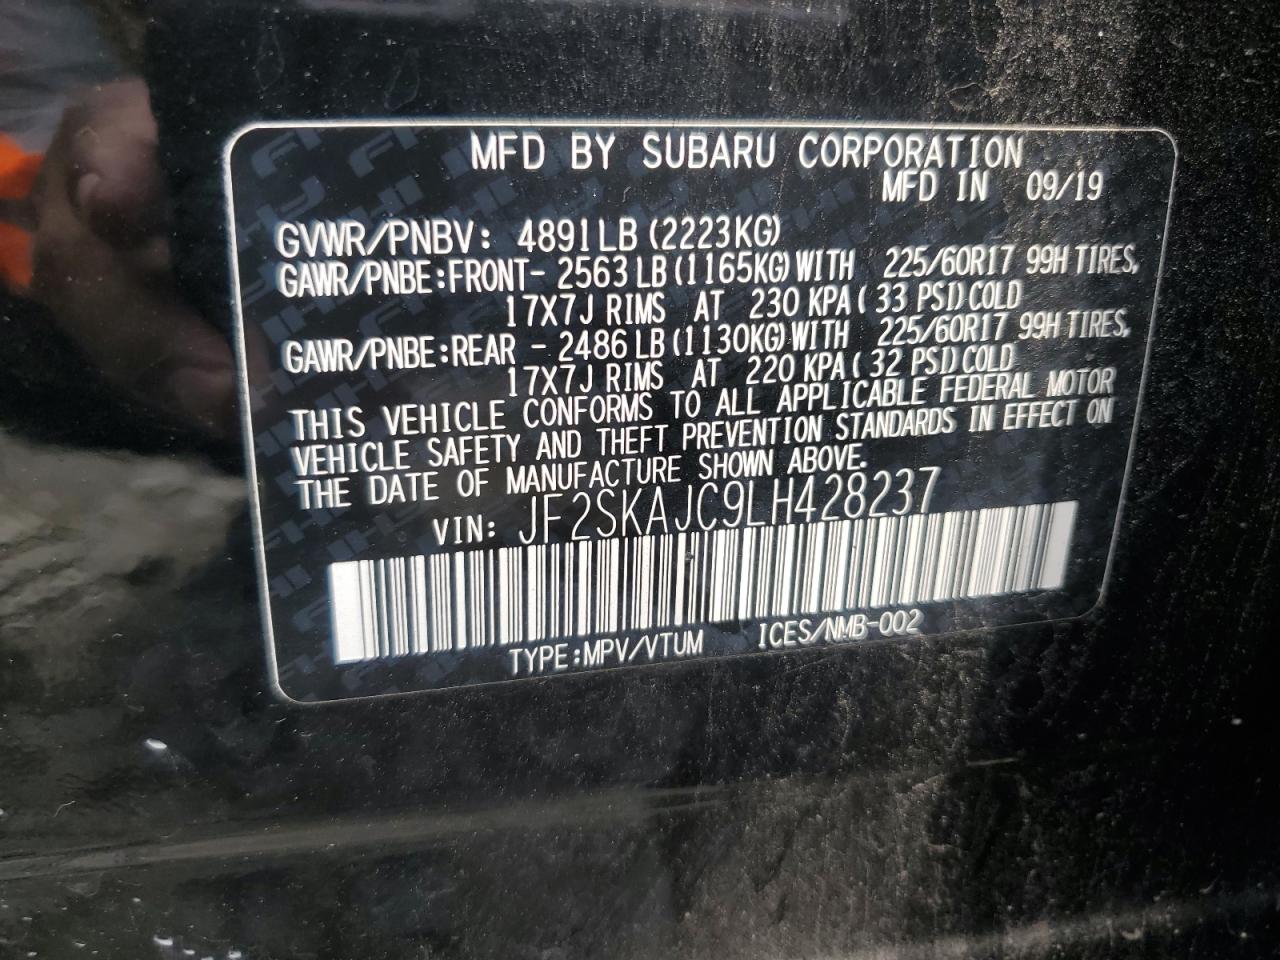 MFD BY SUBARU CORPORATION
MFD IN 09/19
GVWR/PNBV: 4891LB (2223KG)
GAWR/PNBE:FRONT- 2563 LB (1165KG) WITH 225/60R17 99H TIRES,
17X7J RIMS AT 230 KPA ( 33 PSI) COLD
GAWR/PNBE:REAR - 2486 LB (1130KG) WITH 225/60R17 99H TIRES,
17X7J RIMS AT 220 KPA ( 32 PSI) COLD
THIS VEHICLE CONFORMS TO ALL APPLICABLE FEDERAL MOTOR
VEHICLE SAFETY AND THEFT PREVENTION STANDARDS IN EFFECT ON
THE DATE OF MANUFACTURE SHOWN ABOVE.
VIN: JF2SKAJC9LH428237
TYPE:MPV/VTUM ICES/NMB-002